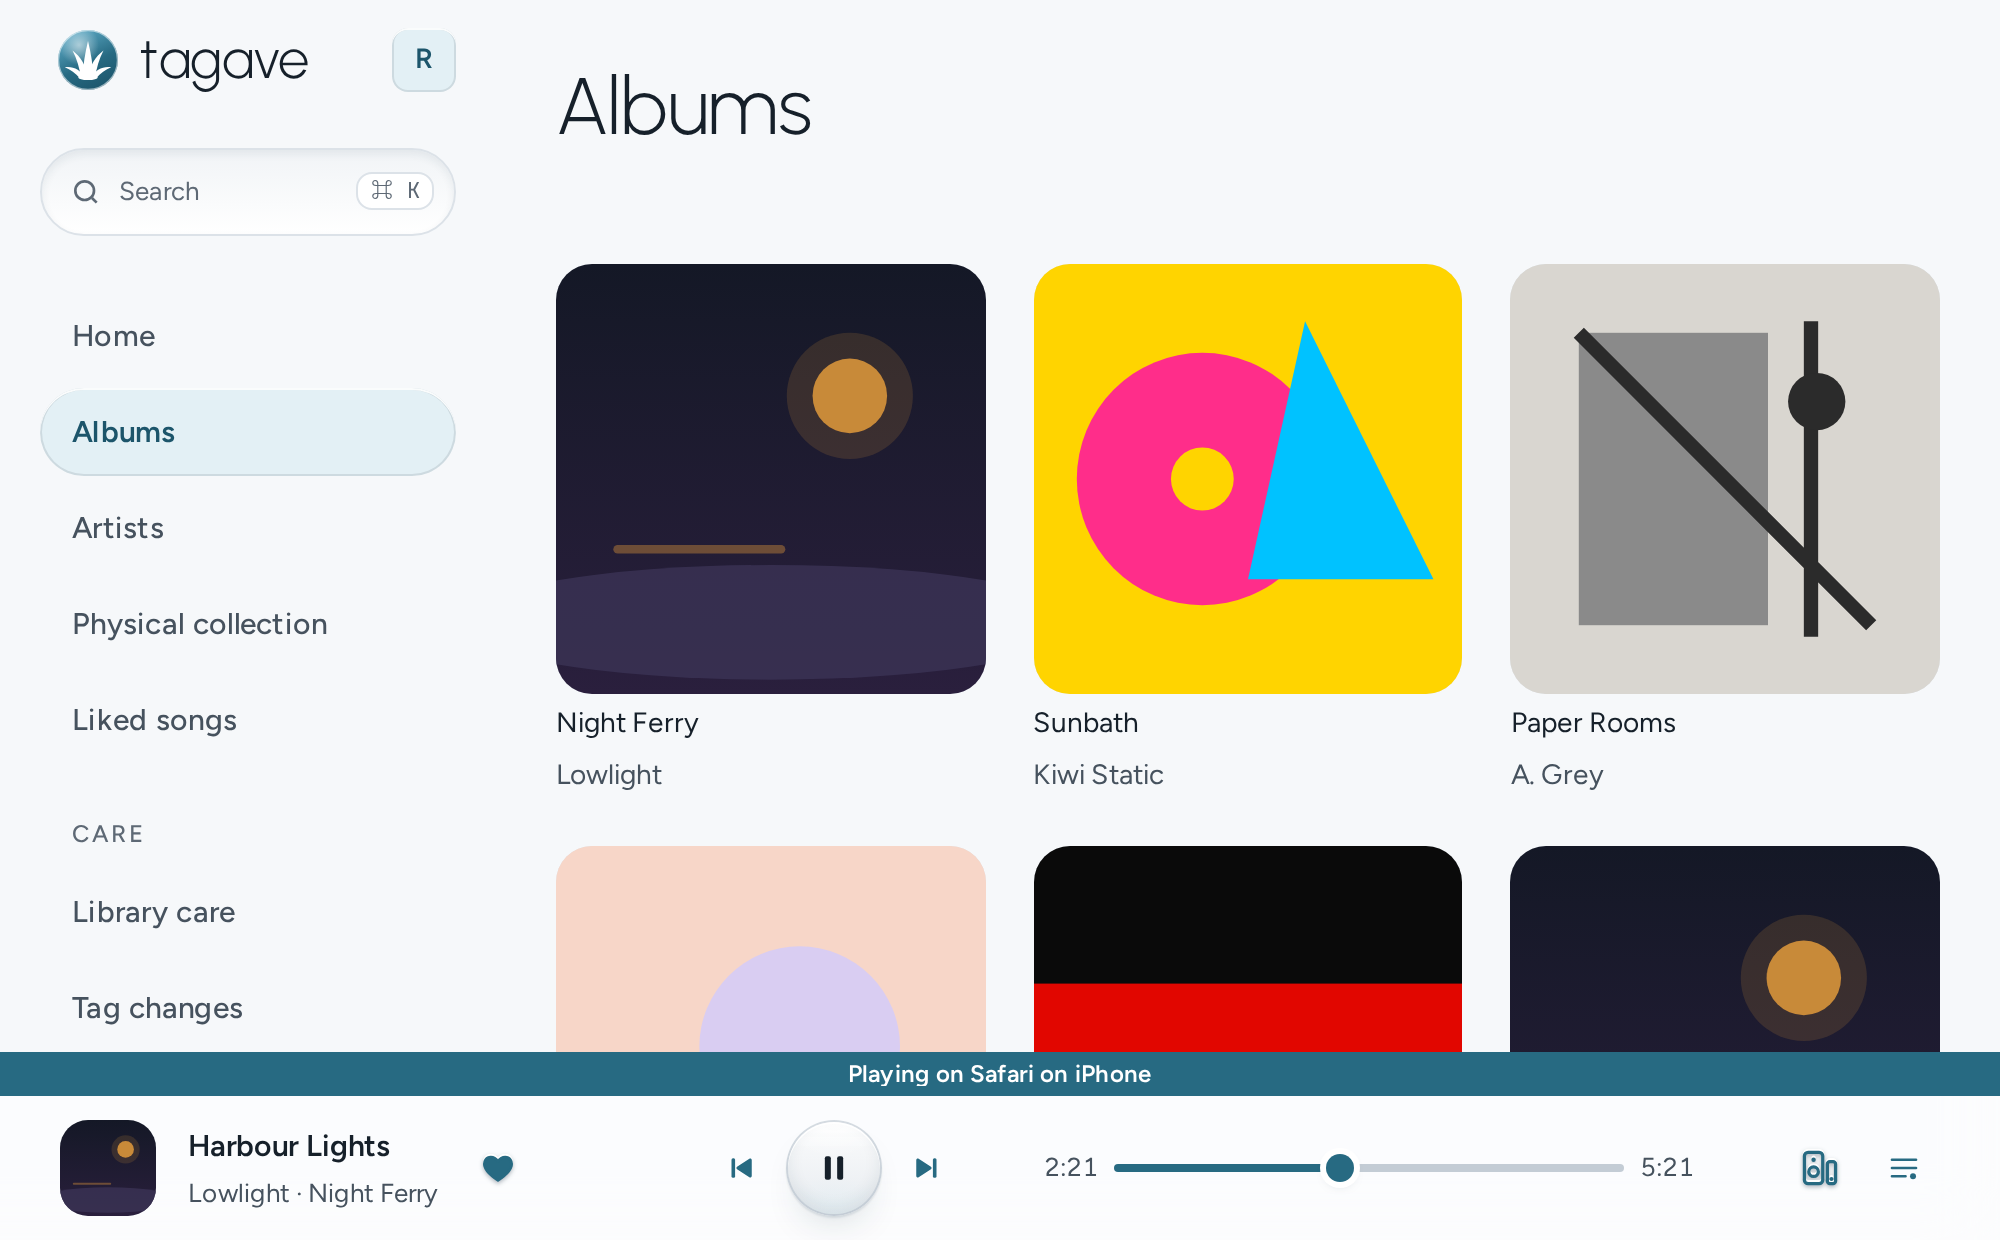 tagave
R
Search
⌘ K
Home
Albums
Artists
Physical collection
Liked songs
CARE
Library care
Tag changes
Albums
Night Ferry
Lowlight
Sunbath
Kiwi Static
Paper Rooms
A. Grey
Playing on Safari on iPhone
Harbour Lights
Lowlight · Night Ferry
2:21
5:21